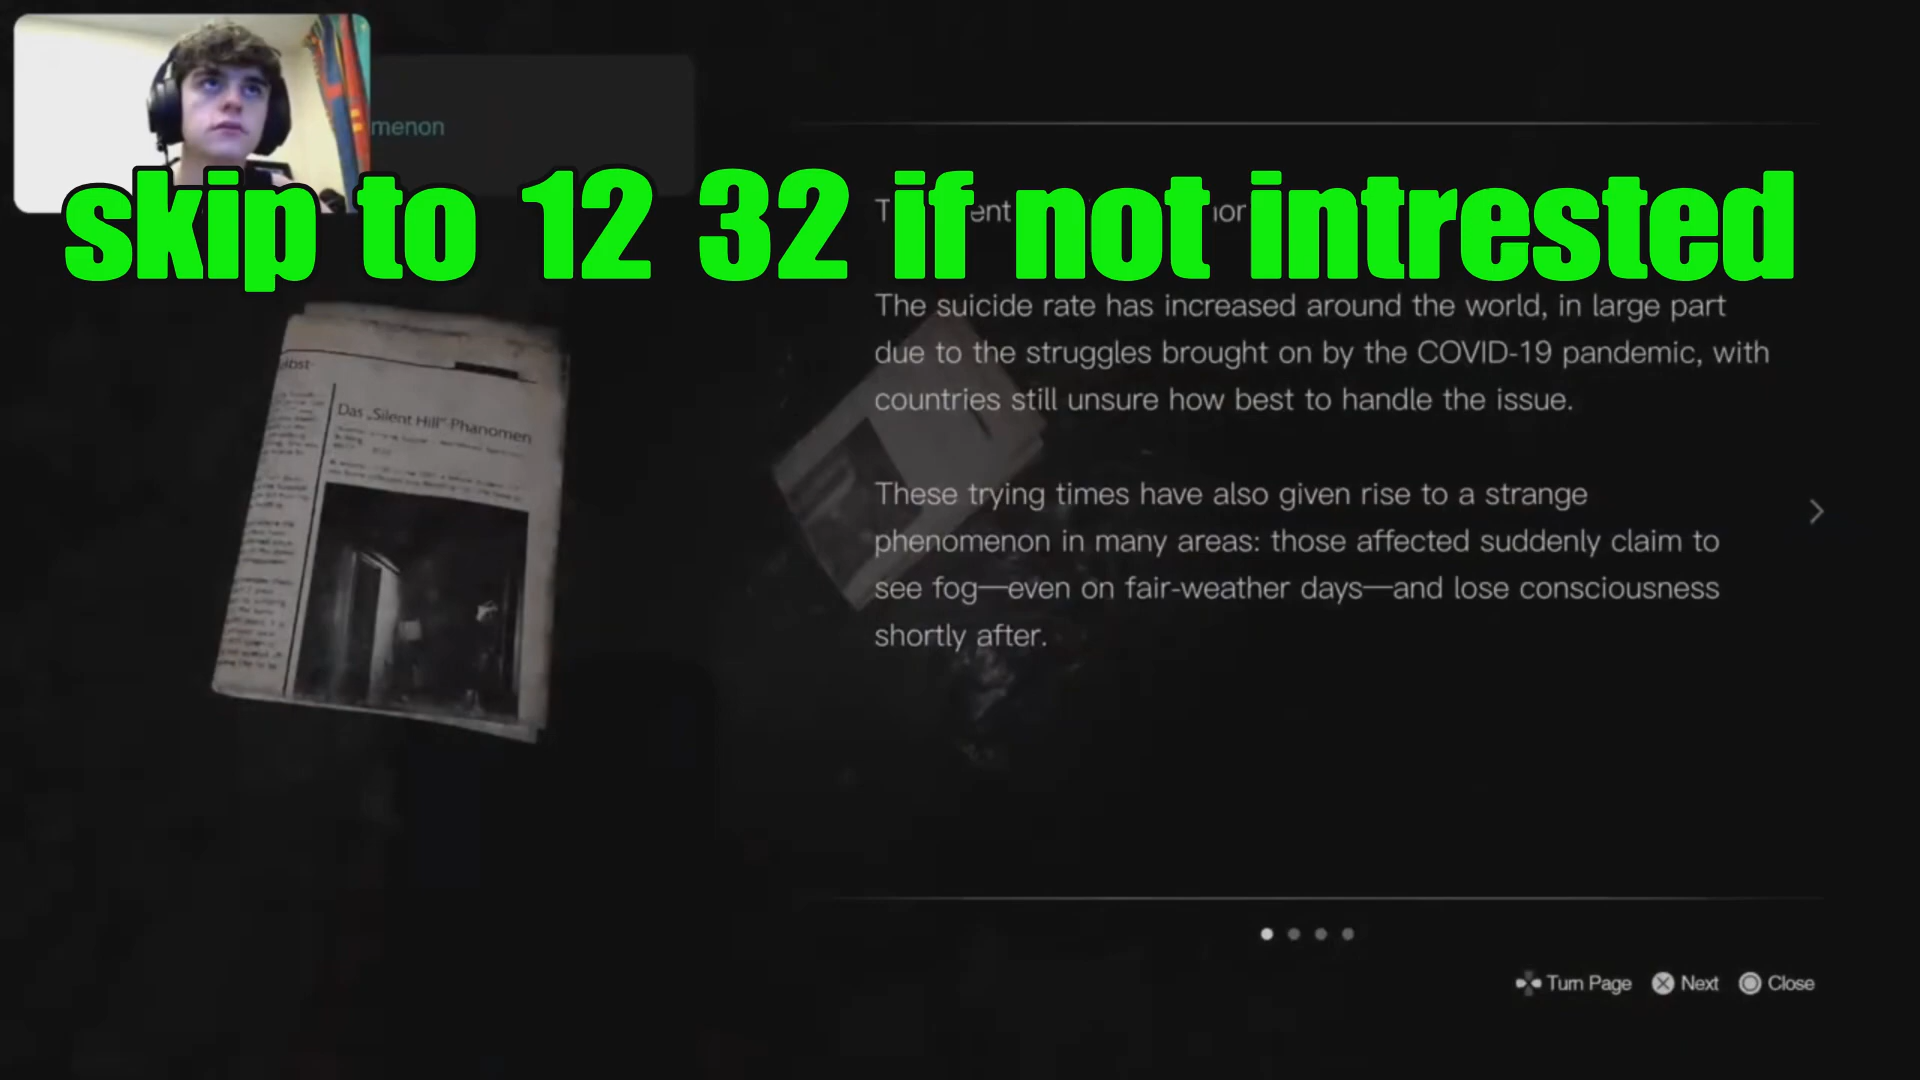 menon
skip to 12 32 if not intrested
The suicide rate has increased around the world, in large part
due to the struggles brought on by the COVID-19 pandemic, with
countries still unsure how best to handle the issue.
These trying times have also given rise to a strange
phenomenon in many areas: those affected suddenly claim to
see fog—even on fair-weather days—and lose consciousness
shortly after.
Das „Silent Hill“-Phänomen
Turn Page
Next
Close